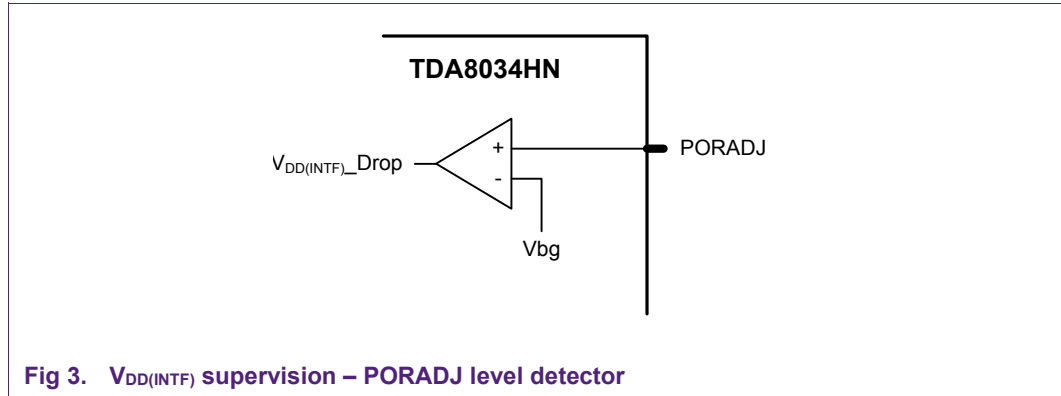 TDA8034HN
+
PORADJ
VDD(INTF)_Drop
-
Vbg
Fig 3. VDD(INTF) supervision – PORADJ level detector